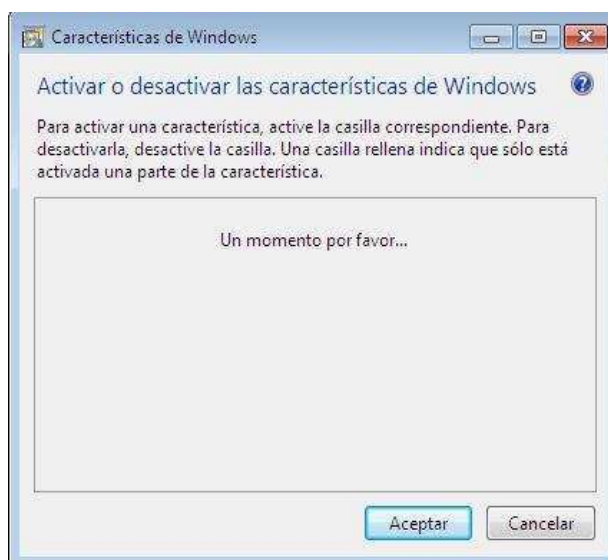 Características de Windows
Activar o desactivar las características de Windows
Para activar una característica, active la casilla correspondiente. Para
desactivarla, desactive la casilla. Una casilla rellena indica que sólo está
activada una parte de la característica.
Un momento por favor...
Aceptar
Cancelar